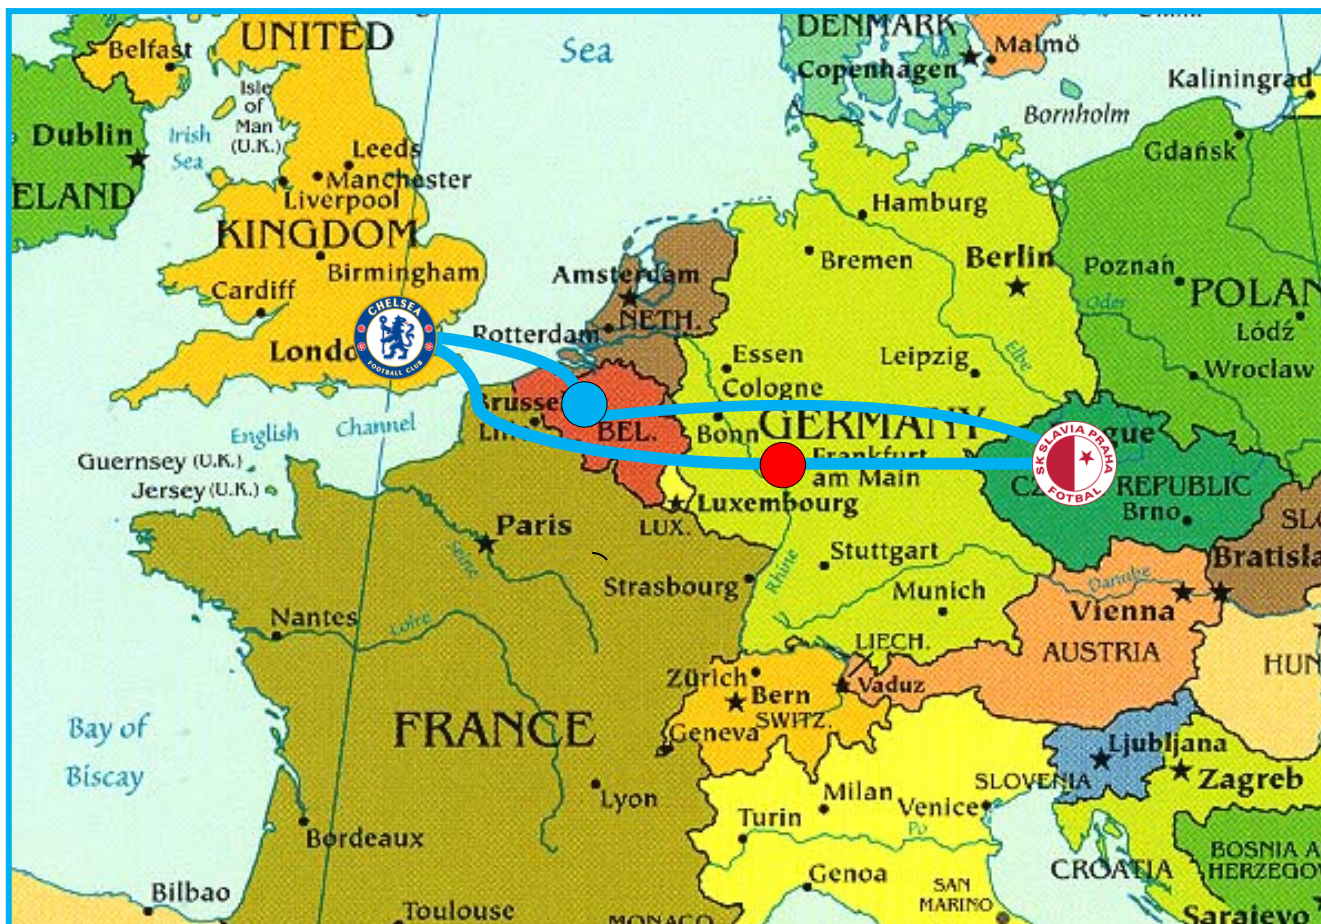 UNITED
Belfast
Sea
DENMARK
Malmö
Copenhagen
Kaliningrad
Isle
of
Man
(U.K.)
Bornholm
Dublin
Irish
Sea
Leeds
Gdańsk
Manchester
Liverpool
ELAND
Hamburg
KINGDOM
Bremen
Berlin
Birmingham
Amsterdam
Poznań
Cardiff
POLAN
Oder
CHELSEA
FOOTBALL CLUB
NETH.
Rotterdam
Łódź
Londo
Essen
Leipzig
Elbe
Cologne
Wrocław
Brusse
English Channel
BEL.
Bonn
GERMANY
gue
SK SLAVIA PRAHA
FOTBAL
Guernsey (U.K.)
Jersey (U.K.)
Frankfurt
am Main
REPUBLIC
Luxembourg
LUX.
Brno
Paris
Seine
Stuttgart
Rhine
Strasbourg
Munich
Danube
Bratisla
Nantes
Loire
Vienna
LIECH.
AUSTRIA
HUN
Zürich
Bern
Vaduz
SWITZ.
Bay of
Biscay
FRANCE
Geneva
Ljubljana
SLOVENIA
Zagreb
Lyon
Milan
Venice
Turin
Po
Bordeaux
BOSNIA A
HERZEGO
Genoa
CROATIA
SAN
MARINO
Bilbao
Toulouse
MONACO
Sarajevo